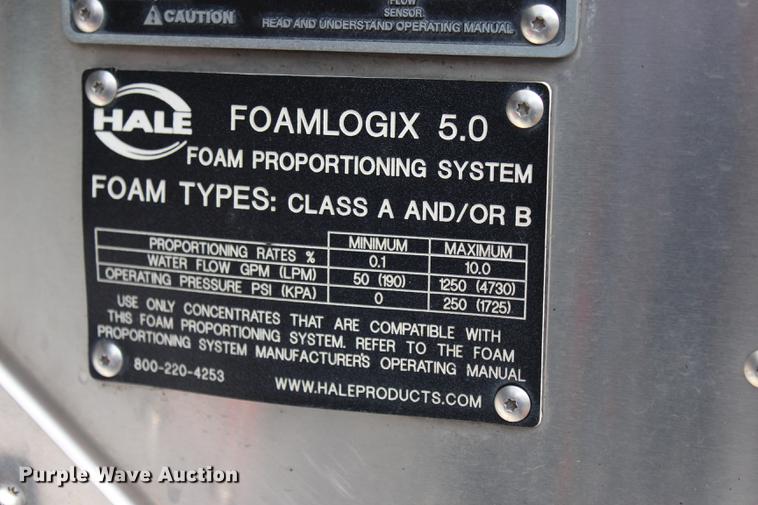 CAUTION
FLOW
SENSOR
READ AND UNDERSTAND OPERATING MANUAL
HALE
FOAMLOGIX 5.0
FOAM PROPORTIONING SYSTEM
FOAM TYPES: CLASS A AND/OR B
MINIMUM MAXIMUM
PROPORTIONING RATES % 0.1 10.0
WATER FLOW GPM (LPM) 50 (190) 1250 (4730)
OPERATING PRESSURE PSI (KPA) 0 250 (1725)
USE ONLY CONCENTRATES THAT ARE COMPATIBLE WITH
THIS FOAM PROPORTIONING SYSTEM. REFER TO THE FOAM
PROPORTIONING SYSTEM MANUFACTURER'S OPERATING MANUAL
800-220-4253
WWW.HALEPRODUCTS.COM
Purple Wave Auction